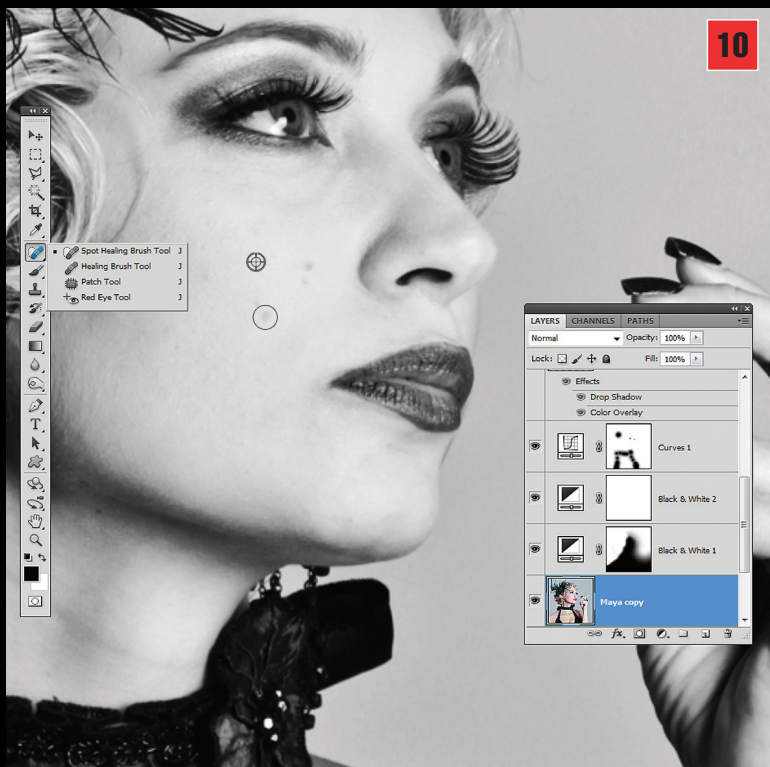 10
Spot Healing Brush Tool J
Healing Brush Tool J
Patch Tool J
Red Eye Tool J
T
LAYERS CHANNELS PATHS
Normal Opacity: 100%
Lock: Fill: 100%
Effects
Drop Shadow
Color Overlay
Curves 1
Black & White 2
Black & White 1
Maya copy
fx